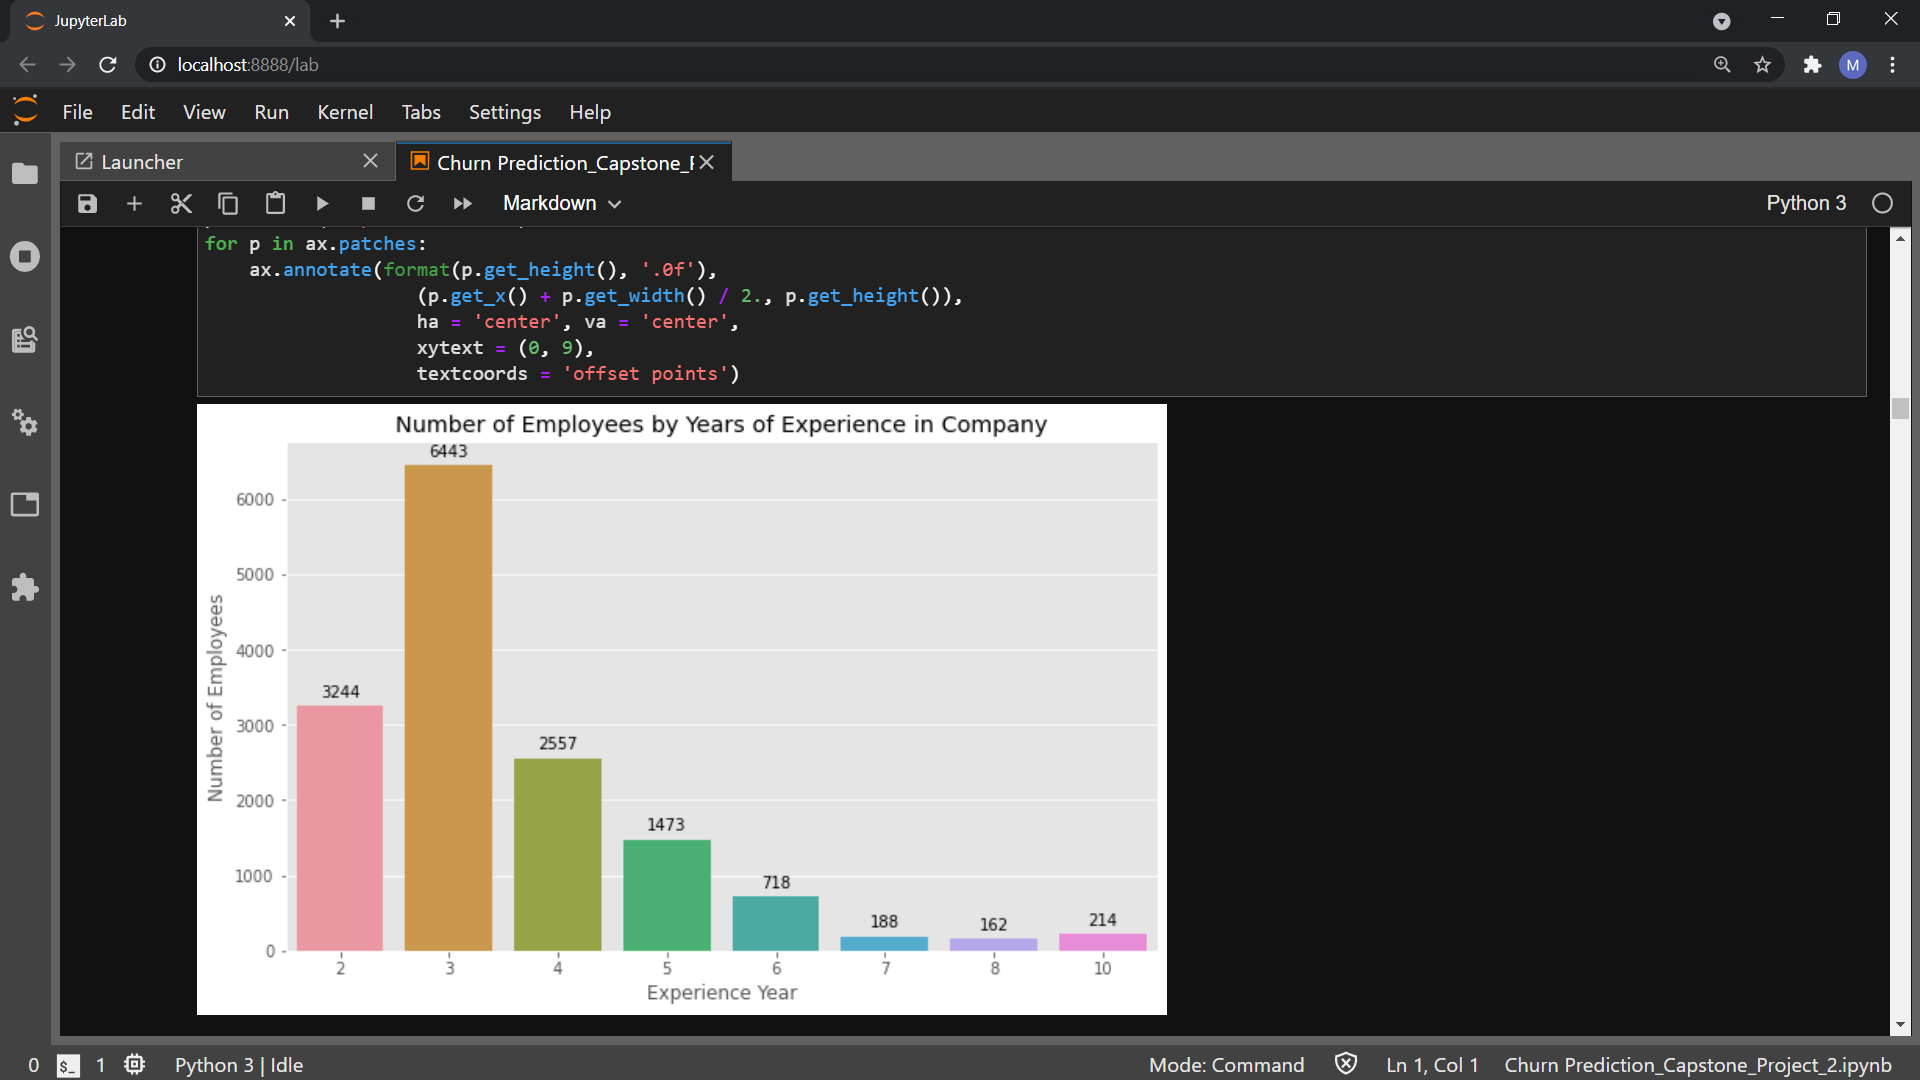 JupyterLab
localhost:8888/lab
M
File Edit View Run Kernel Tabs Settings Help
Launcher
Churn Prediction_Capstone_F
Markdown
Python 3
for p in ax.patches:
    ax.annotate(format(p.get_height(), '.0f'),
                   (p.get_x() + p.get_width() / 2., p.get_height()),
                   ha = 'center', va = 'center',
                   xytext = (0, 9),
                   textcoords = 'offset points')
Number of Employees by Years of Experience in Company
6443
6000
5000
4000
3000
2000
1000
0
Number of Employees
3244
2557
1473
718
188
162
214
2 3 4 5 6 7 8 10
Experience Year
0 $_ 1 Python 3 | Idle Mode: Command Ln 1, Col 1 Churn Prediction_Capstone_Project_2.ipynb